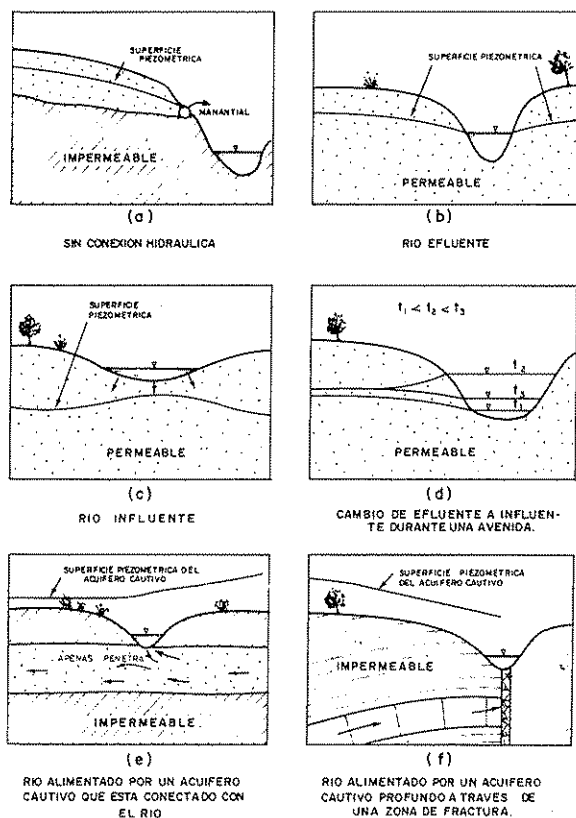 SUPERFICIE
PIEZOMETRICA
MANANTIAL
IMPERMEABLE
(a)
SIN CONEXION HIDRAULICA
SUPERFICIE PIEZOMETRICA
PERMEABLE
(b)
RIO EFLUENTE
SUPERFICIE
PIEZOMETRICA
PERMEABLE
(c)
RIO INFLUENTE
t1 < t2 < t3
t2
t3
t1
PERMEABLE
(d)
CAMBIO DE EFLUENTE A INFLUEN-
TE DURANTE UNA AVENIDA.
SUPERFICIE PIEZOMETRICA DEL
ACUIFERO CAUTIVO
APENAS PENETRA
IMPERMEABLE
(e)
RIO ALIMENTADO POR UN ACUIFERO
CAUTIVO QUE ESTA CONECTADO CON
EL RIO
SUPERFICIE PIEZOMETRICA
DEL ACUIFERO CAUTIVO
IMPERMEABLE
(f)
RIO ALIMENTADO POR UN ACUIFERO
CAUTIVO PROFUNDO A TRAVES DE
UNA ZONA DE FRACTURA.